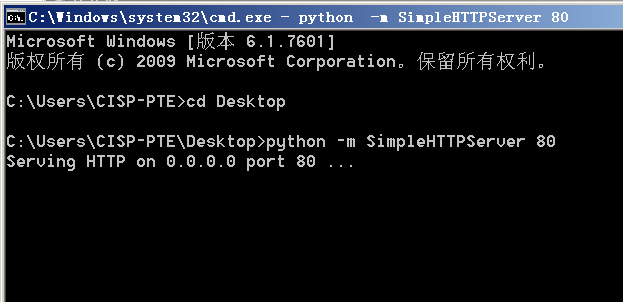 C:\Windows\system32\cmd.exe - python  -m SimpleHTTPServer 80
Microsoft Windows [版本 6.1.7601]
版权所有 (c) 2009 Microsoft Corporation。保留所有权利。
C:\Users\CISP-PTE>cd Desktop
C:\Users\CISP-PTE\Desktop>python -m SimpleHTTPServer 80
Serving HTTP on 0.0.0.0 port 80 ...